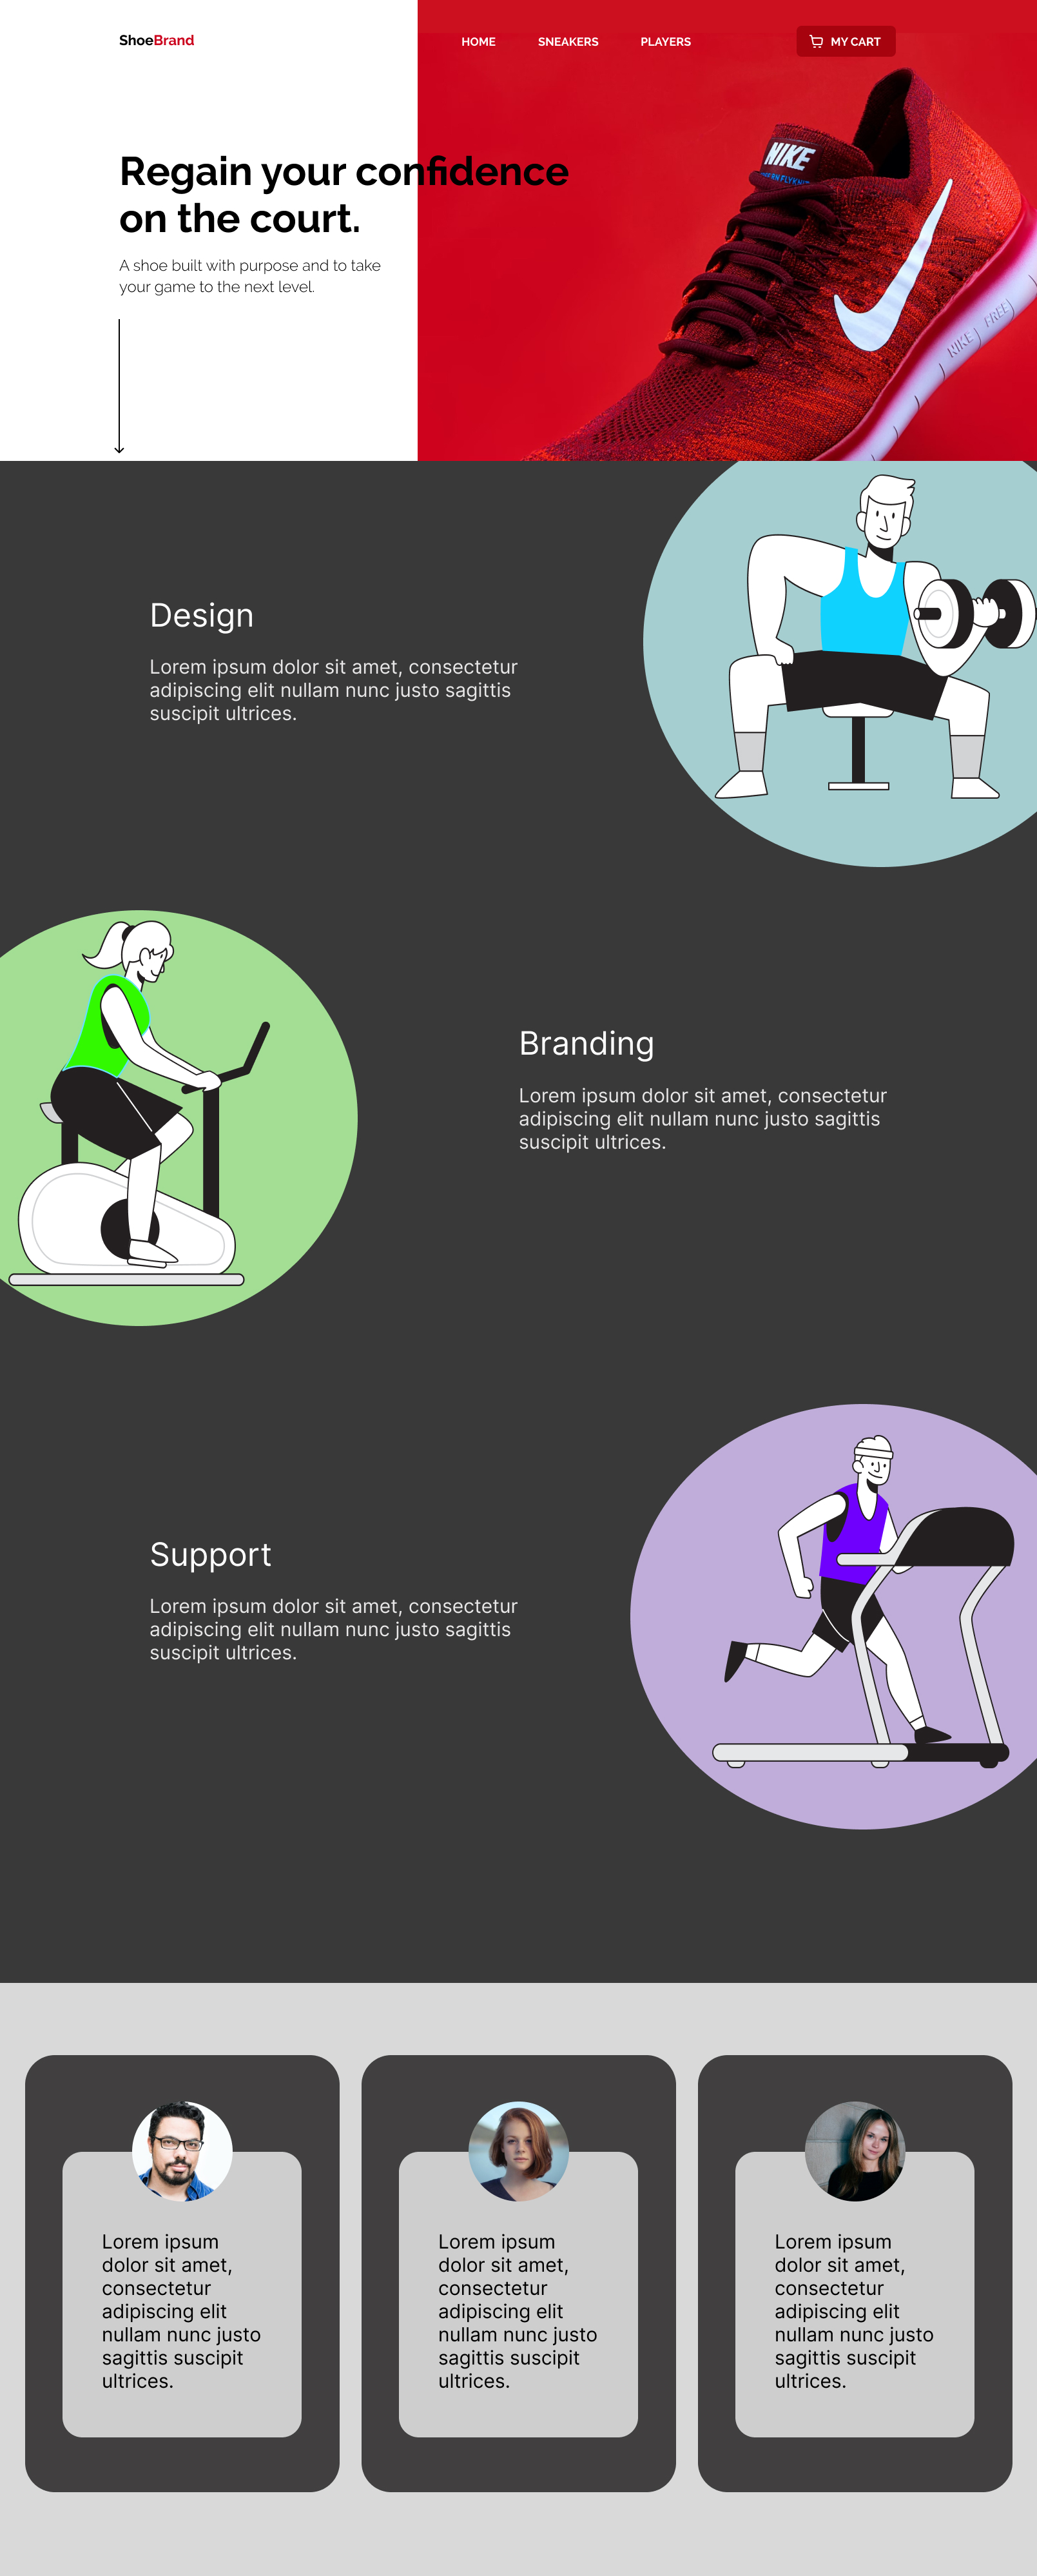 ShoeBrand
HOME
SNEAKERS
PLAYERS
MY CART
Regain your confidence
on the court.
A shoe built with purpose and to take
your game to the next level.
NIKE
NIKE
FREE
Design
Lorem ipsum dolor sit amet, consectetur
adipiscing elit nullam nunc justo sagittis
suscipit ultrices.
Branding
Lorem ipsum dolor sit amet, consectetur
adipiscing elit nullam nunc justo sagittis
suscipit ultrices.
Support
Lorem ipsum dolor sit amet, consectetur
adipiscing elit nullam nunc justo sagittis
suscipit ultrices.
Lorem ipsum
dolor sit amet,
consectetur
adipiscing elit
nullam nunc justo
sagittis suscipit
ultrices.
Lorem ipsum
dolor sit amet,
consectetur
adipiscing elit
nullam nunc justo
sagittis suscipit
ultrices.
Lorem ipsum
dolor sit amet,
consectetur
adipiscing elit
nullam nunc justo
sagittis suscipit
ultrices.